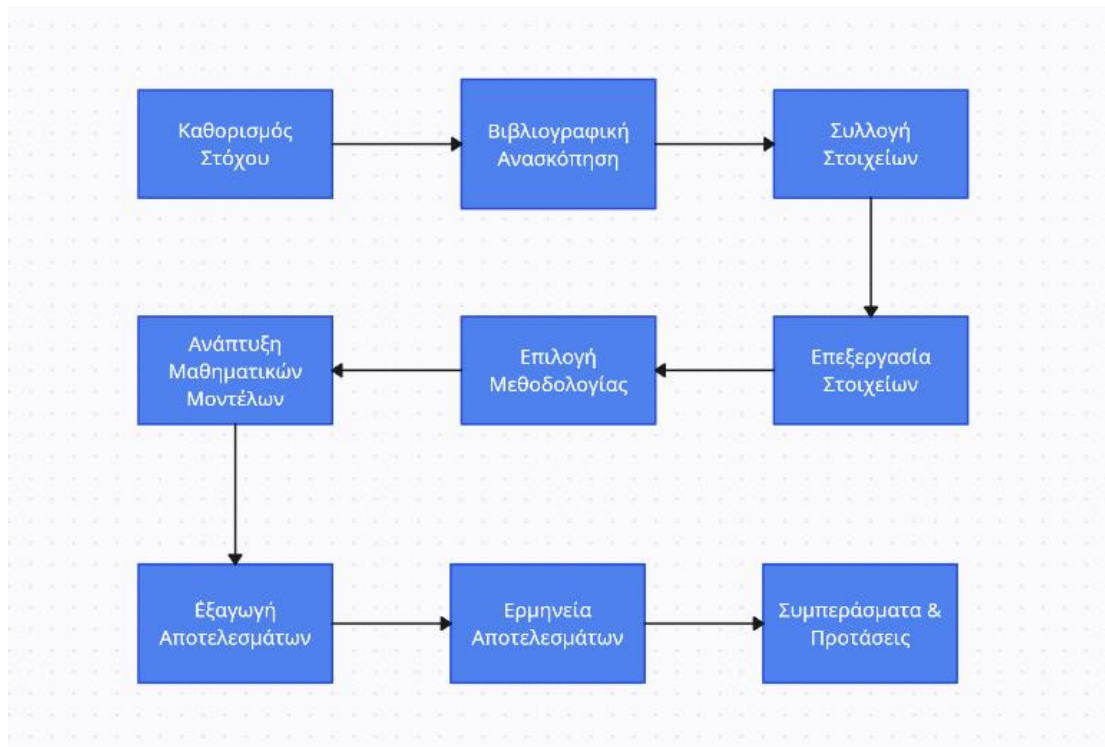 Καθορισμός
Στόχου
Βιβλιογραφική
Ανασκόπηση
Συλλογή
Στοιχείων
Επεξεργασία
Στοιχείων
Επιλογή
Μεθοδολογίας
Ανάπτυξη
Μαθηματικών
Μοντέλων
Έξαγωγή
Αποτελεσμάτων
Ερμηνεία
Αποτελεσμάτων
Συμπεράσματα &
Προτάσεις